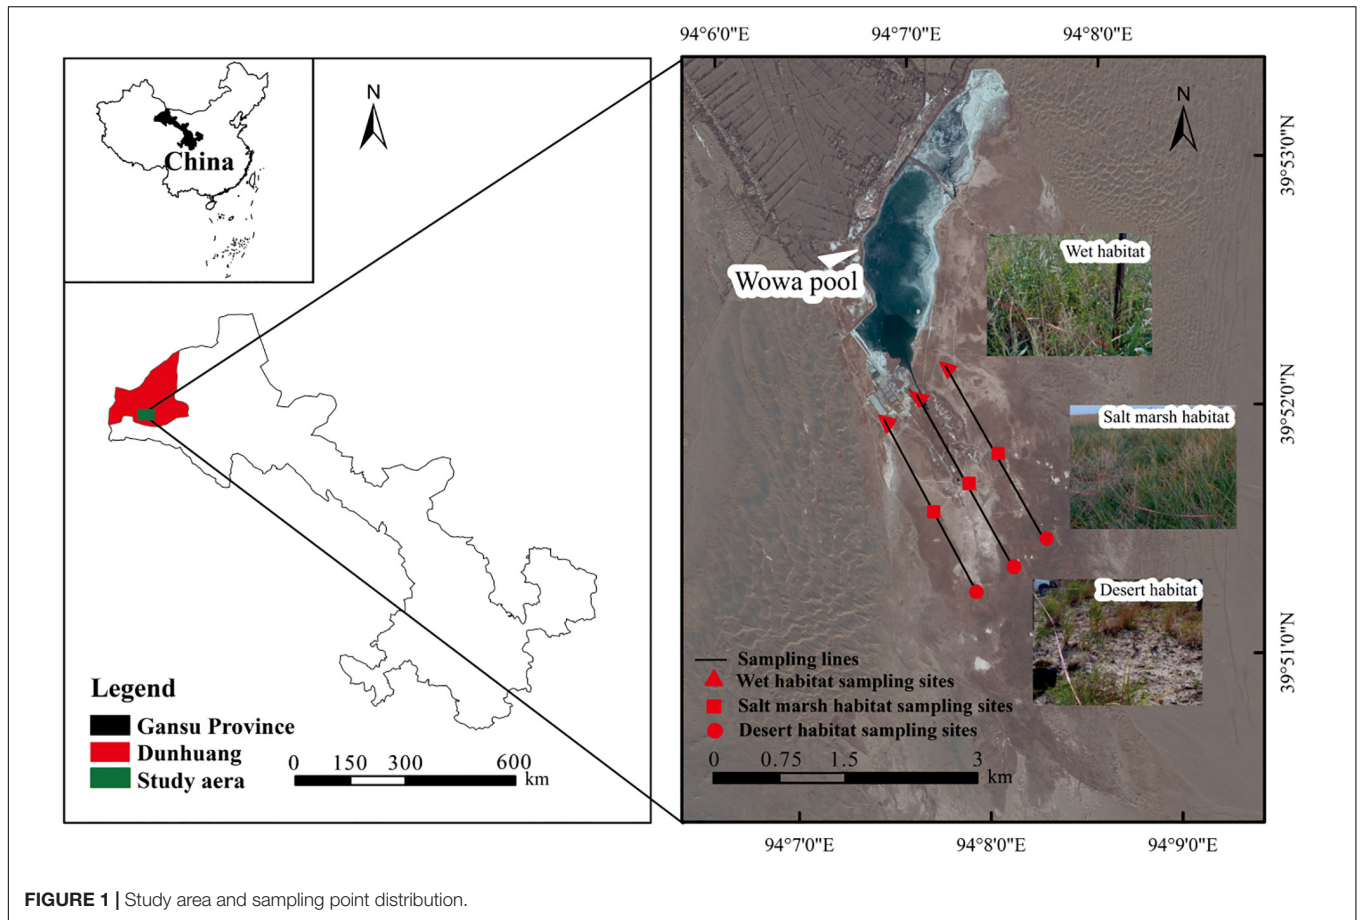 94°6'0"E 94°7'0"E 94°8'0"E
N
China
N
39°53'0"N
Wet habitat
Wowa pool
39°52'0"N
Salt marsh habitat
Desert habitat
39°51'0"N
Legend
Gansu Province
Dunhuang
Study aera
0 150 300 600
km
Sampling lines
Wet habitat sampling sites
Salt marsh habitat sampling sites
Desert habitat sampling sites
0 0.75 1.5 3
km
94°7'0"E 94°8'0"E 94°9'0"E
FIGURE 1 | Study area and sampling point distribution.